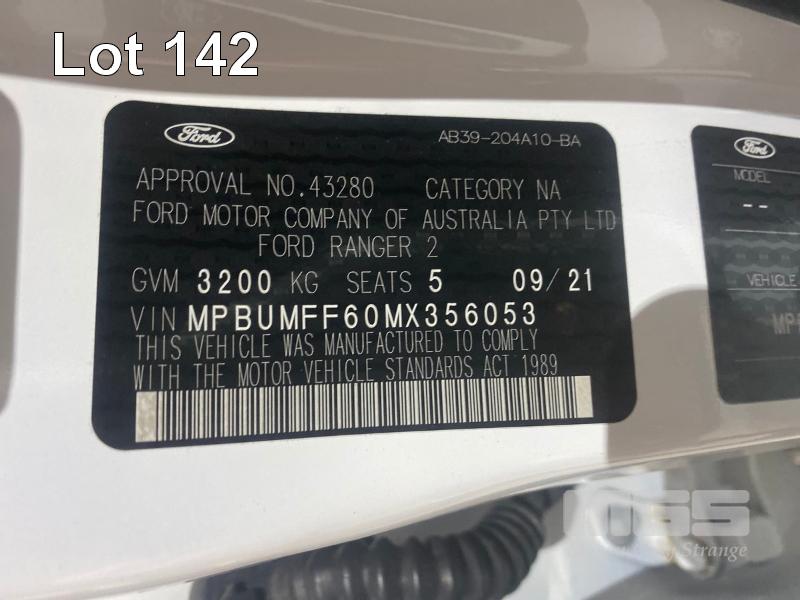 Lot 142
Ford
AB39-204A10-BA
APPROVAL NO.43280 CATEGORY NA
FORD MOTOR COMPANY OF AUSTRALIA PTY LTD
FORD RANGER 2
GVM 3200 KG SEATS 5 09/21
VIN MPBUMFF60MX356053
THIS VEHICLE WAS MANUFACTURED TO COMPLY
WITH THE MOTOR VEHICLE STANDARDS ACT 1989
Ford
MODEL
--
VEHICLE
Strange